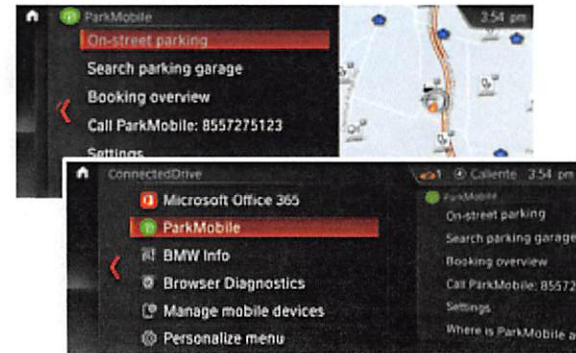 ParkMobile
3:54 pm
On-street parking
Search parking garage
Booking overview
Call ParkMobile: 8557275123
Settings
ConnectedDrive
1 Caliente 3:54 pm
Microsoft Office 365
ParkMobile
BMW Info
Browser Diagnostics
Manage mobile devices
Personalize menu
ParkMobile
On-street parking
Search parking garage
Booking overview
Call ParkMobile: 85572
Settings
Where is ParkMobile a